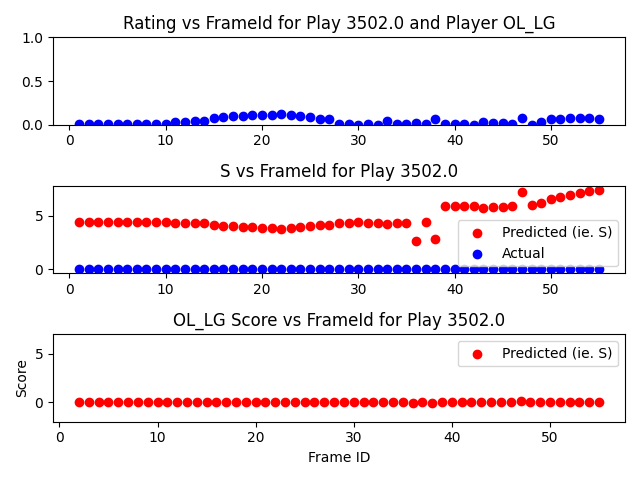 Rating vs FrameId for Play 3502.0 and Player OL_LG
1.0
0.5
0.0
0 10 20 30 40 50
S vs FrameId for Play 3502.0
5
0
Predicted (ie. S)
Actual
0 10 20 30 40 50
OL_LG Score vs FrameId for Play 3502.0
Score
5
0
Predicted (ie. S)
0 10 20 30 40 50
Frame ID